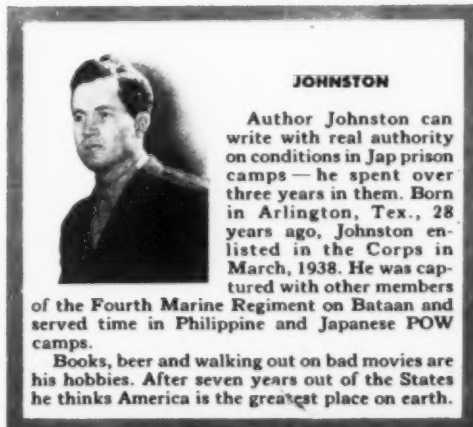 JOHNSTON
Author Johnston can
write with real authority
on conditions in Jap prison
camps — he spent over
three years in them. Born
in Arlington, Tex., 28
years ago, Johnston en-
listed in the Corps in
March, 1938. He was cap-
tured with other members
of the Fourth Marine Regiment on Bataan and
served time in Philippine and Japanese POW
camps.
Books, beer and walking out on bad movies are
his hobbies. After seven years out of the States
he thinks America is the greatest place on earth.